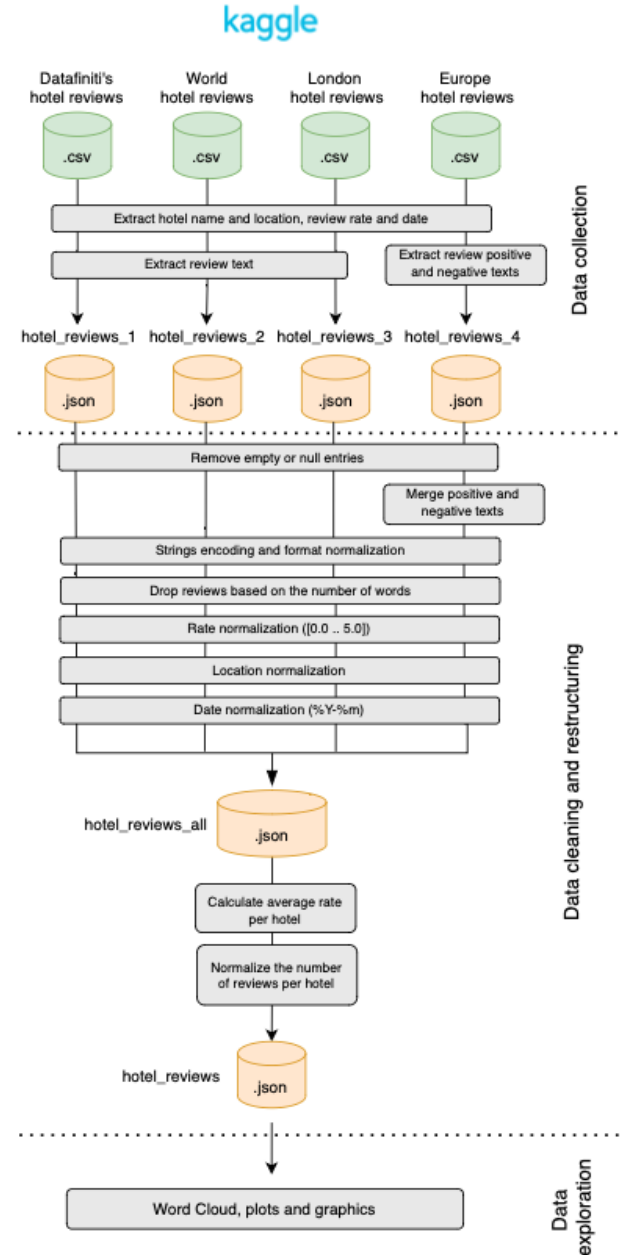 kaggle
Datafiniti's
hotel reviews
World
hotel reviews
London
hotel reviews
Europe
hotel reviews
.csv
.csv
.csv
.csv
Extract hotel name and location, review rate and date
Extract review text
Extract review positive
and negative texts
Data collection
hotel_reviews_1
hotel_reviews_2
hotel_reviews_3
hotel_reviews_4
.json
.json
.json
.json
Remove empty or null entries
Merge positive and
negative texts
Strings encoding and format normalization
Drop reviews based on the number of words
Rate normalization ([0.0 .. 5.0])
Location normalization
Date normalization (%Y-%m)
Data cleaning and restructuring
hotel_reviews_all
.json
Calculate average rate
per hotel
Normalize the number
of reviews per hotel
hotel_reviews
.json
Word Cloud, plots and graphics
Data
exploration